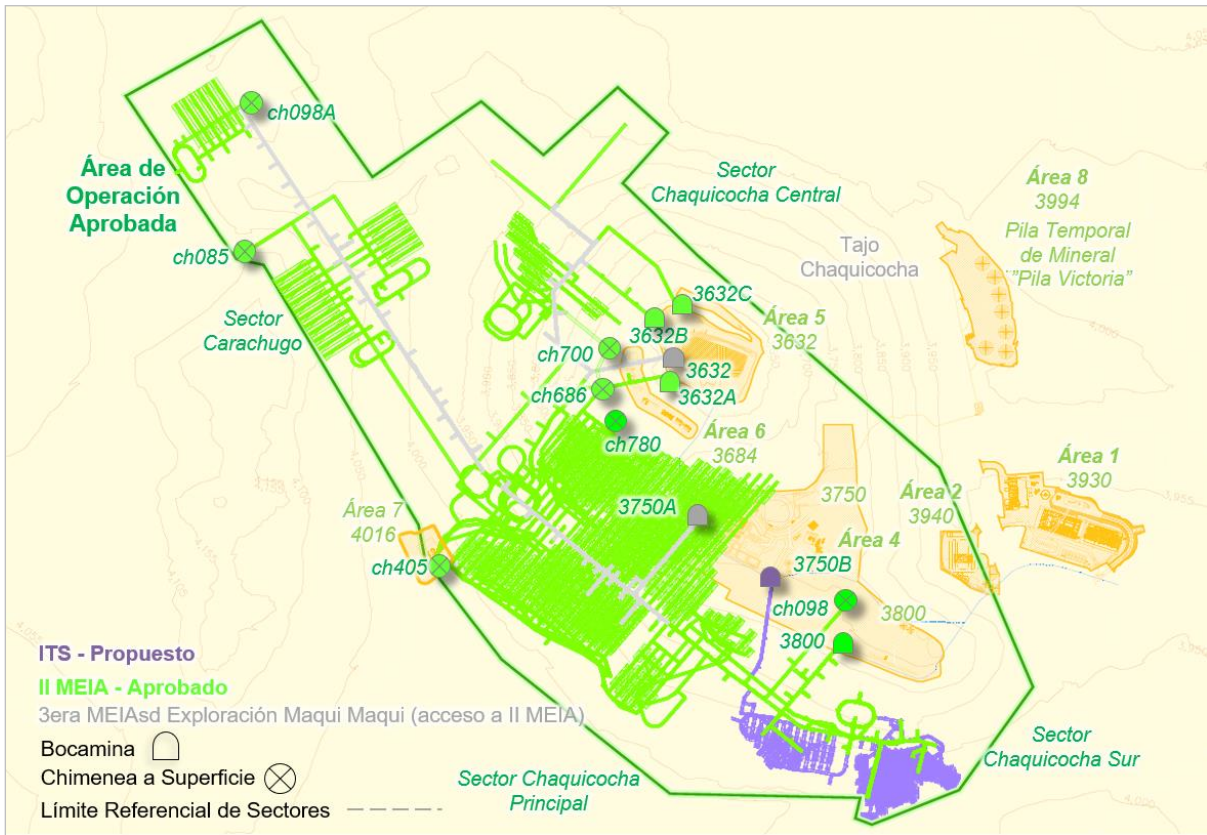 ch098A
Área de
Operación
Aprobada
ch085
Sector
Carachugo
Sector
Chaquicocha Central
Tajo
Chaquicocha
Área 8
3994
Pila Temporal
de Mineral
"Pila Victoria"
3632C
3632B
Área 5
3632
ch700
3632
ch686
3632A
ch780
Área 6
3684
3750A
3750
Área 1
3930
Área 2
3940
Área 7
4016
ch405
Área 4
3750B
ch098
3800
3800
ITS - Propuesto
II MEIA - Aprobado
3era MEIAsd Exploración Maqui Maqui (acceso a II MEIA)
Bocamina
Chimenea a Superficie
Límite Referencial de Sectores
Sector Chaquicocha
Principal
Sector
Chaquicocha Sur